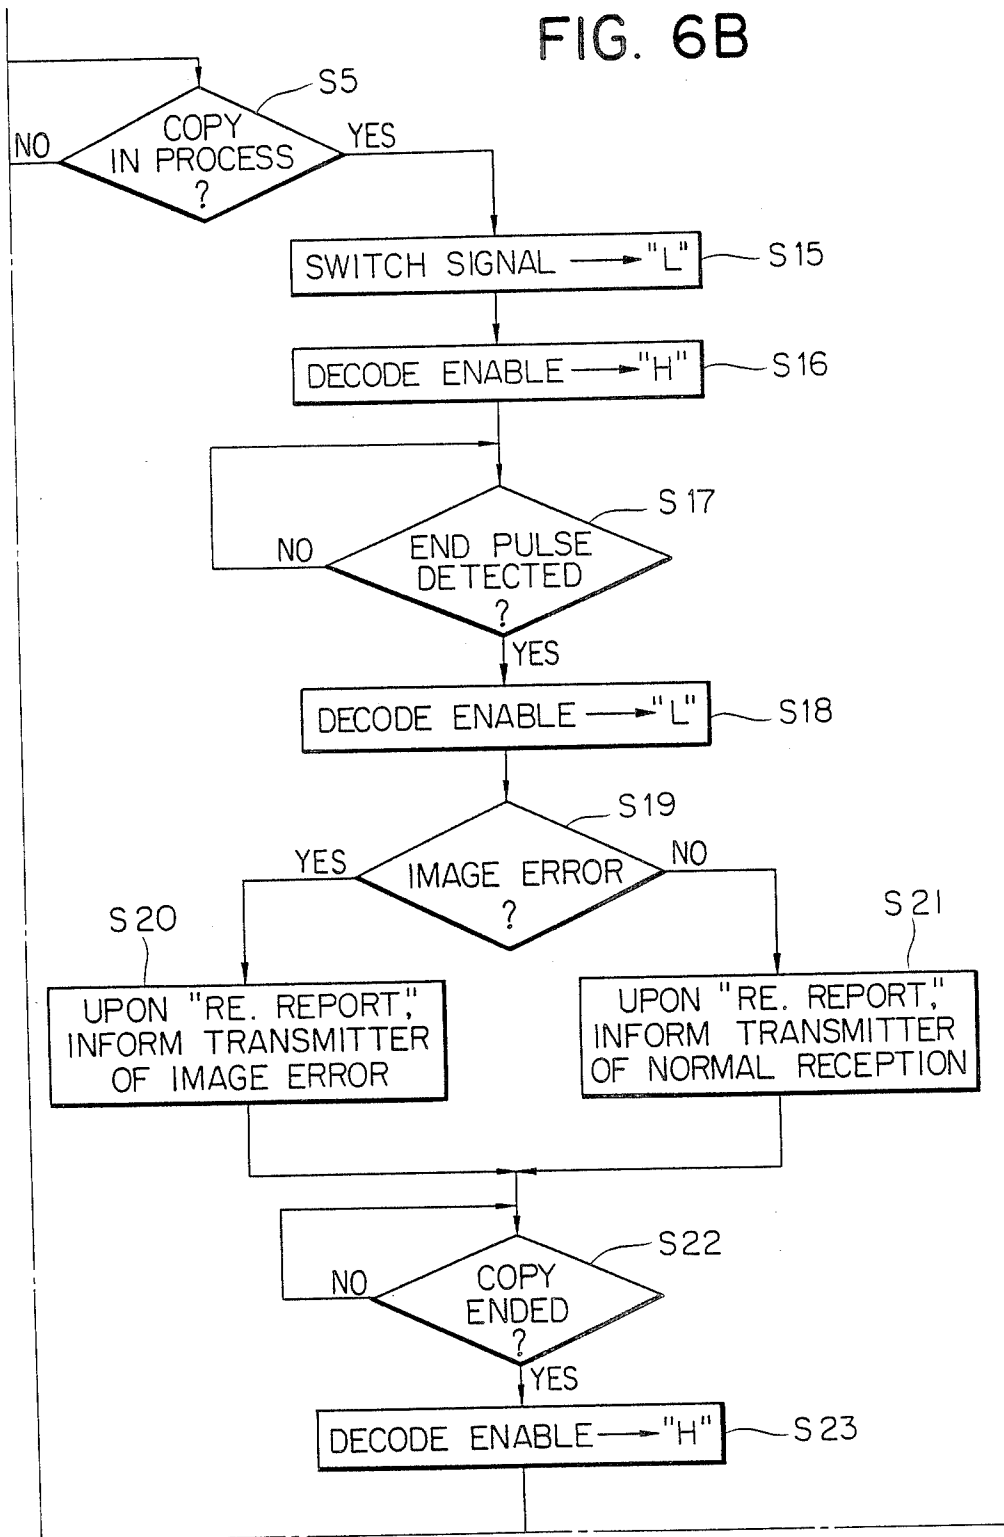 FIG. 6B
S5
COPY
IN PROCESS
?
NO
YES
SWITCH SIGNAL → "L"
S15
DECODE ENABLE → "H"
S16
S17
END PULSE
DETECTED
?
NO
YES
DECODE ENABLE → "L"
S18
S19
IMAGE ERROR
?
YES
NO
S20
UPON "RE. REPORT,"
INFORM TRANSMITTER
OF IMAGE ERROR
S21
UPON "RE. REPORT,"
INFORM TRANSMITTER
OF NORMAL RECEPTION
S22
COPY
ENDED
?
NO
YES
DECODE ENABLE → "H"
S23